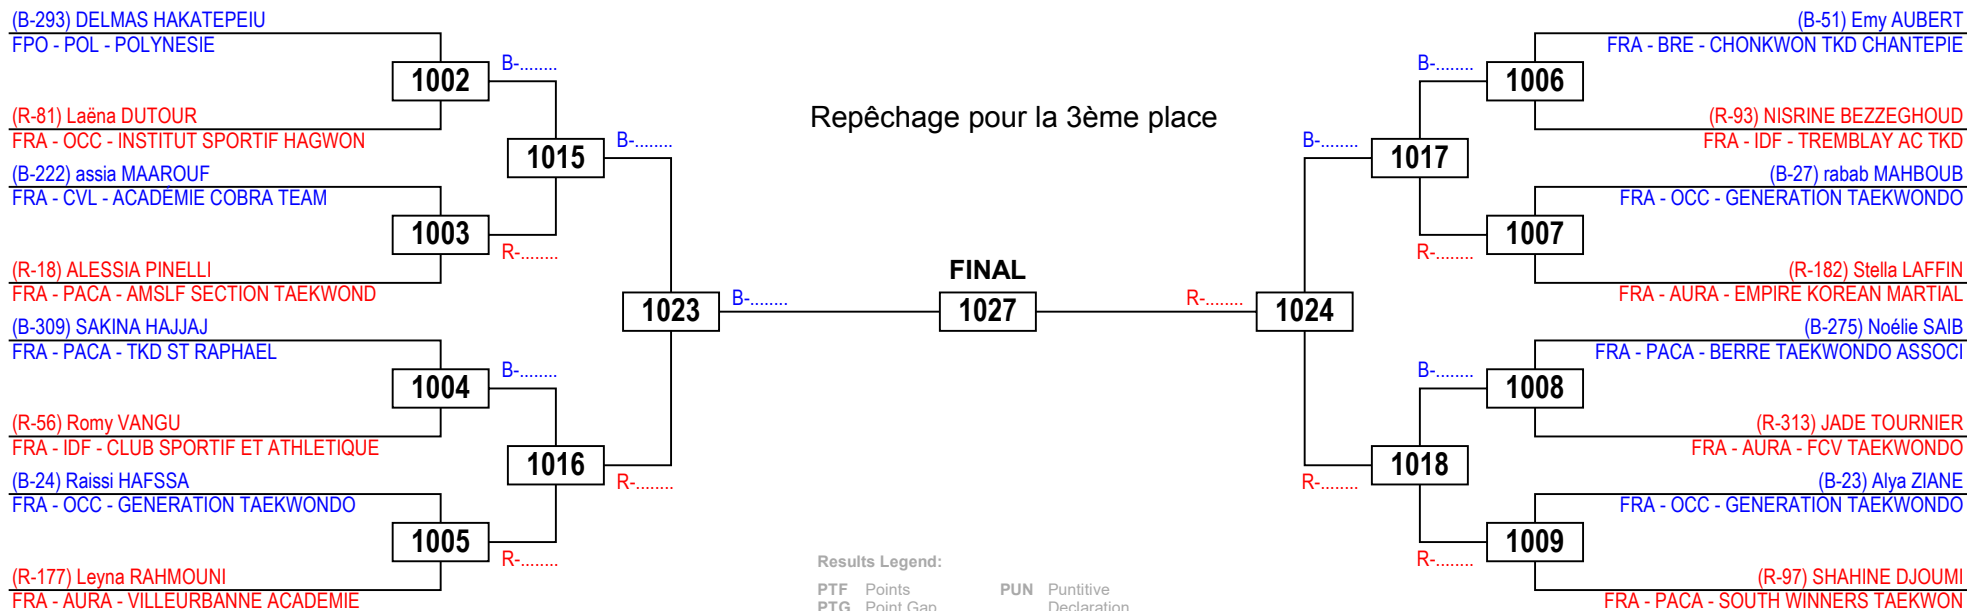 (B-293) DELMAS HAKATEPEIU
FPO - POL - POLYNESIE
1002
B-........
(R-81) Laëna DUTOUR
FRA - OCC - INSTITUT SPORTIF HAGWON
1015
B-........
(B-222) assia MAAROUF
FRA - CVL - ACADÉMIE COBRA TEAM
1003
R-........
(R-18) ALESSIA PINELLI
FRA - PACA - AMSLF SECTION TAEKWOND
1023
B-........
(B-309) SAKINA HAJJAJ
FRA - PACA - TKD ST RAPHAEL
1004
B-........
(R-56) Romy VANGU
FRA - IDF - CLUB SPORTIF ET ATHLETIQUE
1016
R-........
(B-24) Raissi HAFSSA
FRA - OCC - GENERATION TAEKWONDO
1005
R-........
(R-177) Leyna RAHMOUNI
FRA - AURA - VILLEURBANNE ACADEMIE
Repêchage pour la 3ème place
FINAL
1027
Results Legend:
PTF Points PUN Puntitive
PTG Point Gap Declaration
(B-51) Emy AUBERT
FRA - BRE - CHONKWON TKD CHANTEPIE
B-........
1006
(R-93) NISRINE BEZZEGHOUD
FRA - IDF - TREMBLAY AC TKD
B-........
1017
(B-27) rabab MAHBOUB
FRA - OCC - GENERATION TAEKWONDO
R-........
1007
(R-182) Stella LAFFIN
FRA - AURA - EMPIRE KOREAN MARTIAL
R-........
1024
(B-275) Noélie SAIB
FRA - PACA - BERRE TAEKWONDO ASSOCI
B-........
1008
(R-313) JADE TOURNIER
FRA - AURA - FCV TAEKWONDO
R-........
1018
(B-23) Alya ZIANE
FRA - OCC - GENERATION TAEKWONDO
R-........
1009
(R-97) SHAHINE DJOUMI
FRA - PACA - SOUTH WINNERS TAEKWON